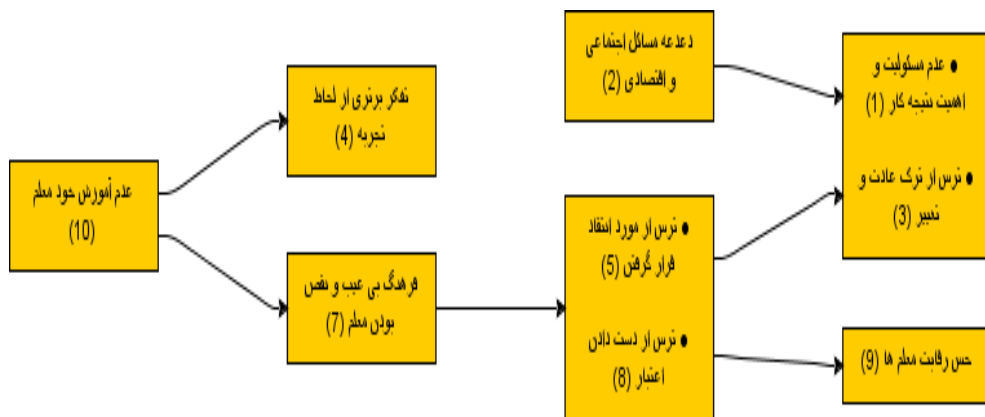 عدم آموزش خود معلم
(10)
تفکر برتری از لحاظ
تجربه (4)
فرهنگ بی عیب و نقص
بودن معلم (7)
دغدغه مسائل اجتماعی
و اقتصادی (2)
● ترس از مورد انتقاد
قرار گرفتن (5)
● ترس از دست دادن
اعتبار (8)
● عدم مسئولیت و
اهمیت نتیجه کار (1)
● ترس از ترک عادت و
تغییر (3)
حس رقابت معلم ها (9)